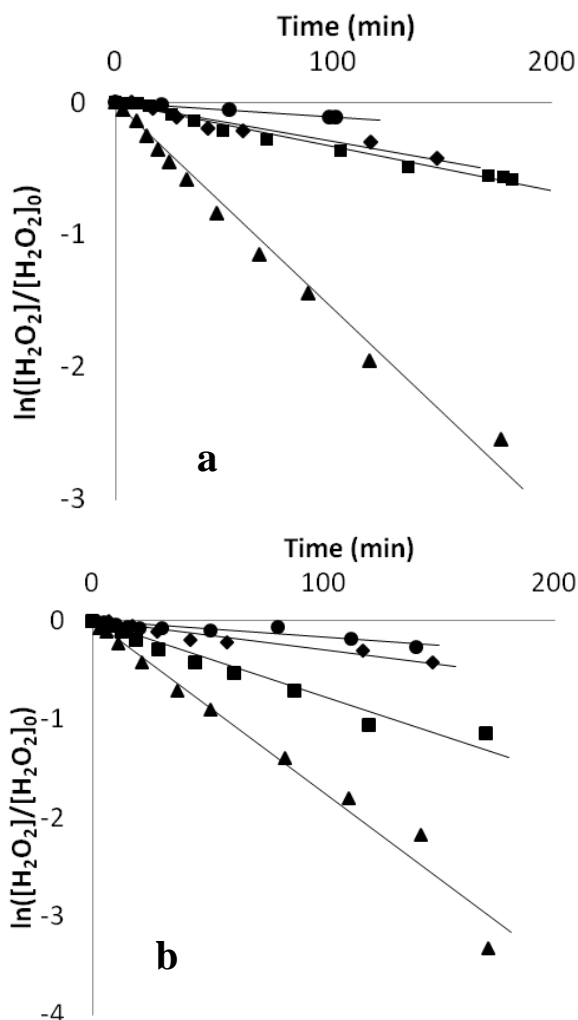 Time (min)
0 100 200
0
-1
-2
-3
ln([H₂O₂]/[H₂O₂]₀)
a
Time (min)
0 100 200
0
-1
-2
-3
-4
ln([H₂O₂]/[H₂O₂]₀)
b